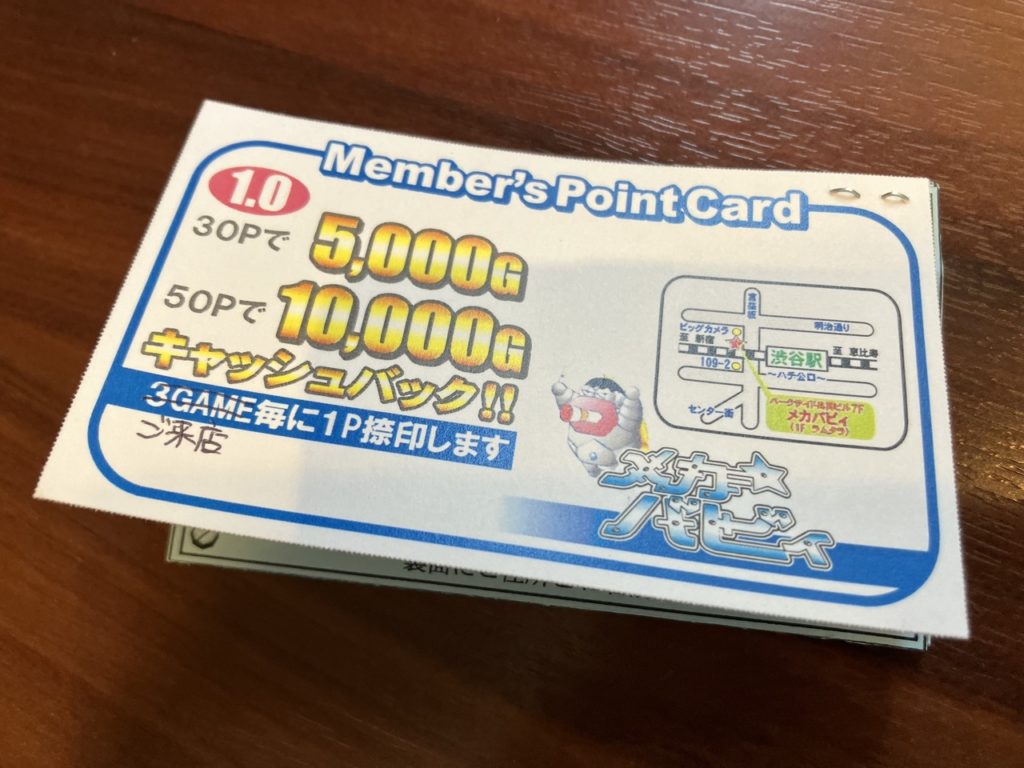 Member's Point Card
1.0
30Pで 5,000G
50Pで 10,000G
キャッシュバック!!
3GAME毎に1P捺印します
ご来店
宮益坂
ビッグカメラ
明治通り
至 新宿
渋谷駅
至 恵比寿
109-2
~ハチ公口~
センター街
7F
メカバビィ
メカ☆バビィ